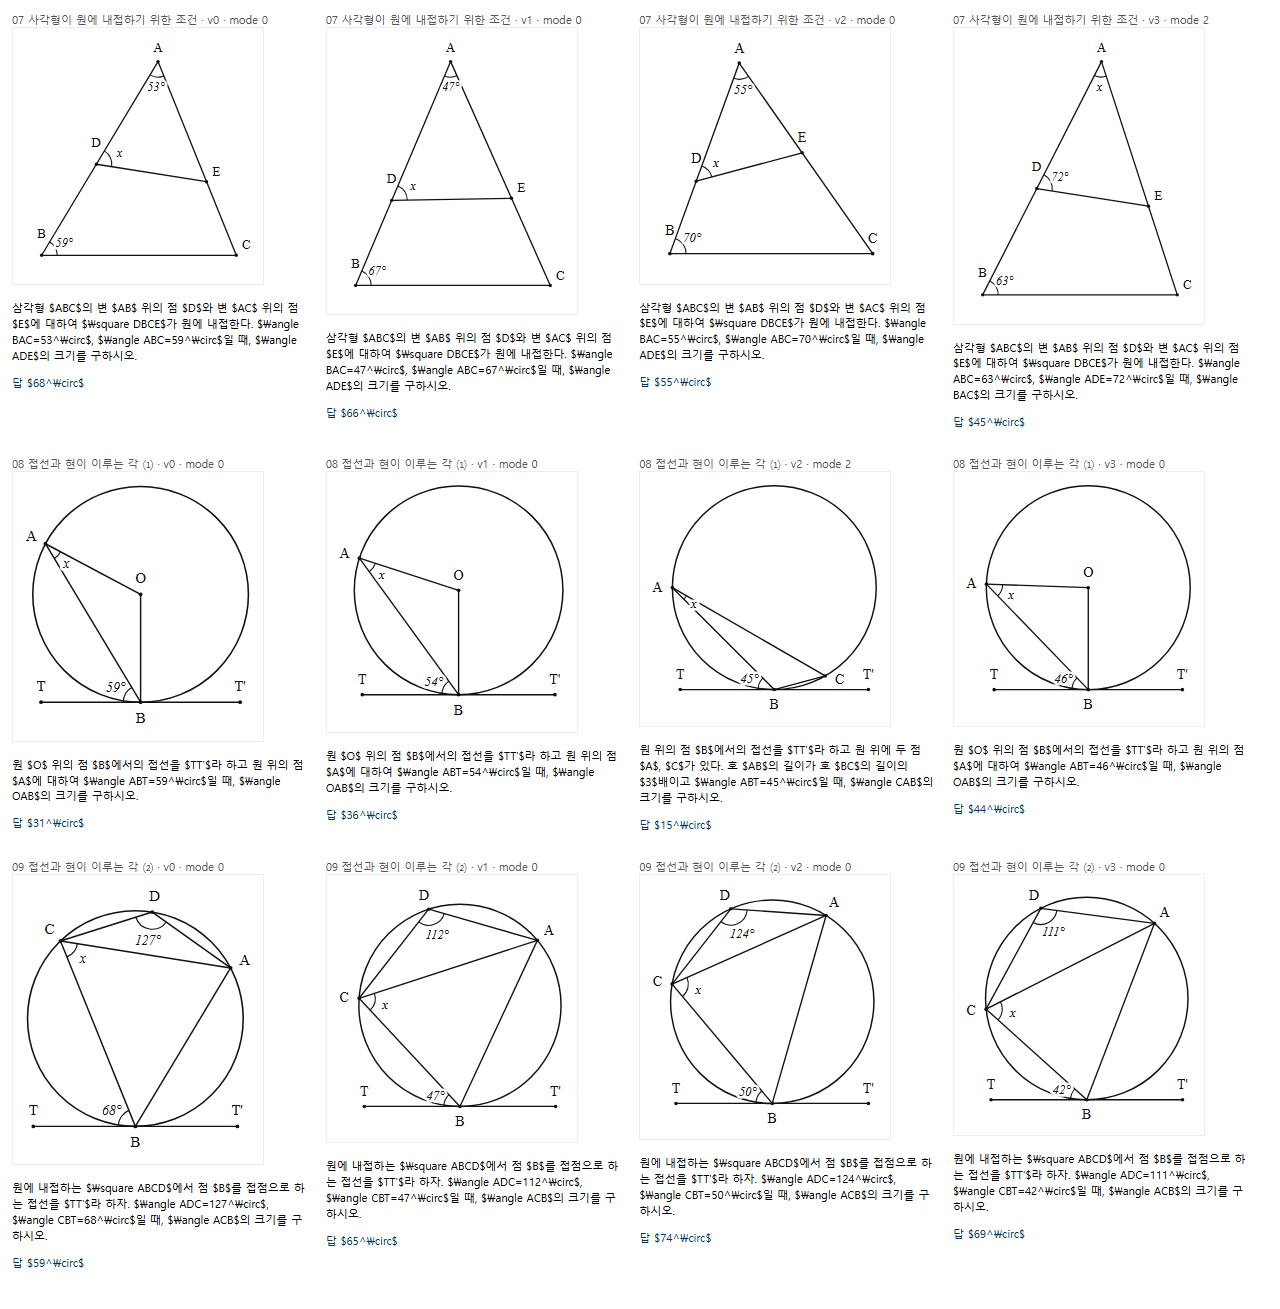 07 사각형이 원에 내접하기 위한 조건 · v0 · mode 0
A
53°
D
x
E
B
59°
C
삼각형 $ABC$의 변 $AB$ 위의 점 $D$와 변 $AC$ 위의 점
$E$에 대하여 $₩square DBCE$가 원에 내접한다. $₩angle
BAC=53^₩circ$, $₩angle ABC=59^₩circ$일 때, $₩angle
ADE$의 크기를 구하시오.
답 $68^₩circ$
07 사각형이 원에 내접하기 위한 조건 · v1 · mode 0
A
47°
D
x
E
B
67°
C
삼각형 $ABC$의 변 $AB$ 위의 점 $D$와 변 $AC$ 위의 점
$E$에 대하여 $₩square DBCE$가 원에 내접한다. $₩angle
BAC=47^₩circ$, $₩angle ABC=67^₩circ$일 때, $₩angle
ADE$의 크기를 구하시오.
답 $66^₩circ$
07 사각형이 원에 내접하기 위한 조건 · v2 · mode 0
A
55°
E
D
x
B
70°
C
삼각형 $ABC$의 변 $AB$ 위의 점 $D$와 변 $AC$ 위의 점
$E$에 대하여 $₩square DBCE$가 원에 내접한다. $₩angle
BAC=55^₩circ$, $₩angle ABC=70^₩circ$일 때, $₩angle
ADE$의 크기를 구하시오.
답 $55^₩circ$
07 사각형이 원에 내접하기 위한 조건 · v3 · mode 2
A
x
D
72°
E
B
63°
C
삼각형 $ABC$의 변 $AB$ 위의 점 $D$와 변 $AC$ 위의 점
$E$에 대하여 $₩square DBCE$가 원에 내접한다. $₩angle
ABC=63^₩circ$, $₩angle ADE=72^₩circ$일 때, $₩angle
BAC$의 크기를 구하시오.
답 $45^₩circ$
08 접선과 현이 이루는 각 (1) · v0 · mode 0
A
x
O
T
59°
T'
B
원 $O$ 위의 점 $B$에서의 접선을 $TT'$라 하고 원 위의 점
$A$에 대하여 $₩angle ABT=59^₩circ$일 때, $₩angle
OAB$의 크기를 구하시오.
답 $31^₩circ$
08 접선과 현이 이루는 각 (1) · v1 · mode 0
A
x
O
T
54°
T'
B
원 $O$ 위의 점 $B$에서의 접선을 $TT'$라 하고 원 위의 점
$A$에 대하여 $₩angle ABT=54^₩circ$일 때, $₩angle
OAB$의 크기를 구하시오.
답 $36^₩circ$
08 접선과 현이 이루는 각 (1) · v2 · mode 2
A
x
T
45°
C
T'
B
원 위의 점 $B$에서의 접선을 $TT'$라 하고 원 위에 두 점
$A$, $C$가 있다. 호 $AB$의 길이가 호 $BC$의 길이의
$3$배이고 $₩angle ABT=45^₩circ$일 때, $₩angle CAB$의
크기를 구하시오.
답 $15^₩circ$
08 접선과 현이 이루는 각 (1) · v3 · mode 0
A
x
O
T
46°
T'
B
원 $O$ 위의 점 $B$에서의 접선을 $TT'$라 하고 원 위의 점
$A$에 대하여 $₩angle ABT=46^₩circ$일 때, $₩angle
OAB$의 크기를 구하시오.
답 $44^₩circ$
09 접선과 현이 이루는 각 (2) · v0 · mode 0
D
C
127°
x
A
T
68°
T'
B
원에 내접하는 $₩square ABCD$에서 점 $B$를 접점으로 하
는 접선을 $TT'$라 하자. $₩angle ADC=127^₩circ$,
$₩angle CBT=68^₩circ$일 때, $₩angle ACB$의 크기를 구
하시오.
답 $59^₩circ$
09 접선과 현이 이루는 각 (2) · v1 · mode 0
D
112°
A
C
x
T
47°
T'
B
원에 내접하는 $₩square ABCD$에서 점 $B$를 접점으로 하
는 접선을 $TT'$라 하자. $₩angle ADC=112^₩circ$,
$₩angle CBT=47^₩circ$일 때, $₩angle ACB$의 크기를 구
하시오.
답 $65^₩circ$
09 접선과 현이 이루는 각 (2) · v2 · mode 0
D
A
124°
C
x
T
50°
T'
B
원에 내접하는 $₩square ABCD$에서 점 $B$를 접점으로 하
는 접선을 $TT'$라 하자. $₩angle ADC=124^₩circ$,
$₩angle CBT=50^₩circ$일 때, $₩angle ACB$의 크기를 구
하시오.
답 $74^₩circ$
09 접선과 현이 이루는 각 (2) · v3 · mode 0
D
A
111°
C
x
T
42°
T'
B
원에 내접하는 $₩square ABCD$에서 점 $B$를 접점으로 하
는 접선을 $TT'$라 하자. $₩angle ADC=111^₩circ$,
$₩angle CBT=42^₩circ$일 때, $₩angle ACB$의 크기를 구
하시오.
답 $69^₩circ$